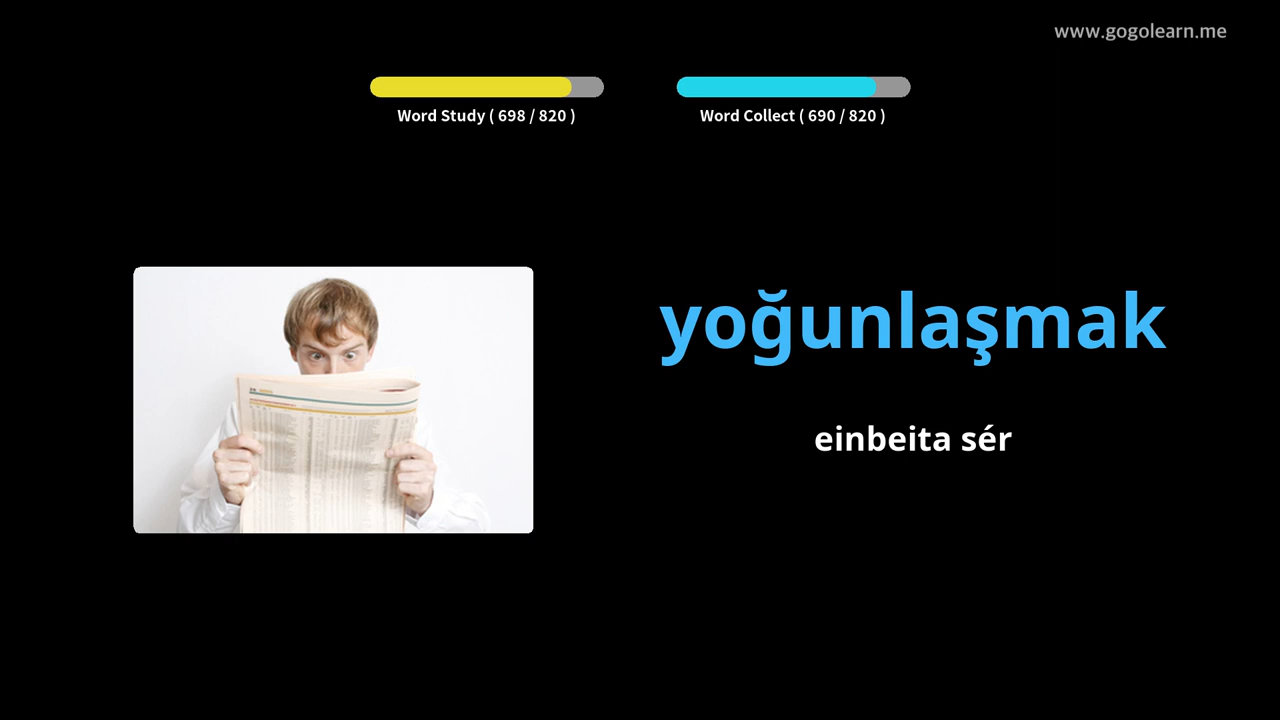 www.gogolearn.me
Word Study ( 698 / 820 )
Word Collect ( 690 / 820 )
yoğunlaşmak
einbeita sér